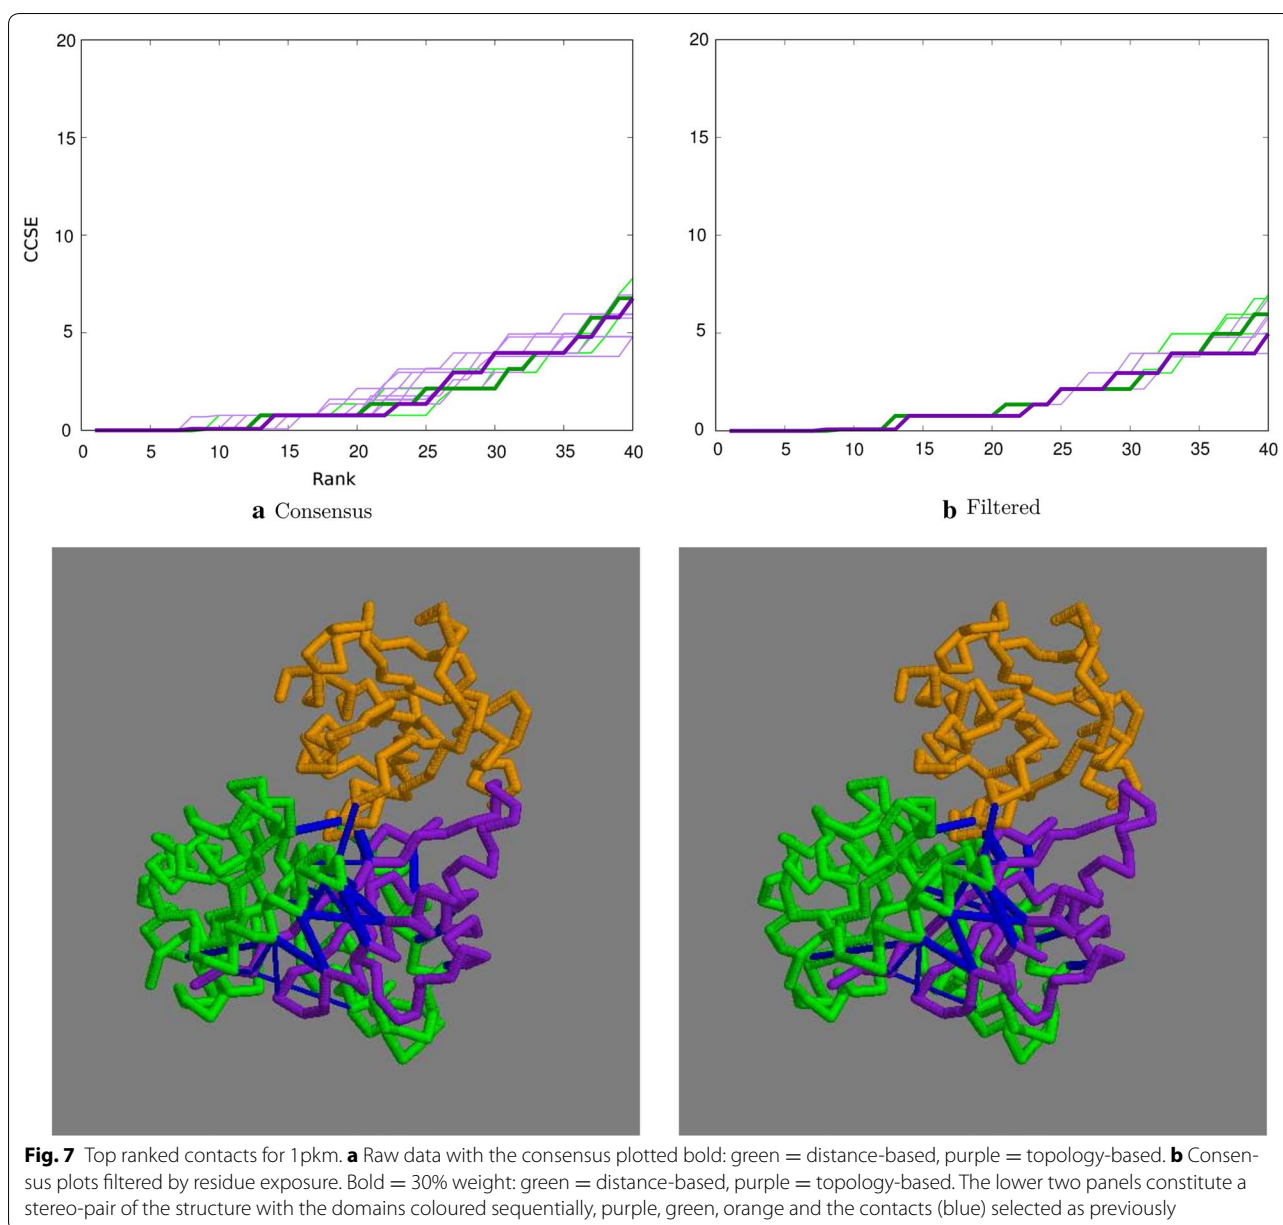 20
15
10
5
0
CCSE
0 5 10 15 20 25 30 35 40
Rank
a Consensus
20
15
10
5
0
0 5 10 15 20 25 30 35 40
b Filtered
Fig. 7 Top ranked contacts for 1pkm. a Raw data with the consensus plotted bold: green = distance-based, purple = topology-based. b Consen-
sus plots filtered by residue exposure. Bold = 30% weight: green = distance-based, purple = topology-based. The lower two panels constitute a
stereo-pair of the structure with the domains coloured sequentially, purple, green, orange and the contacts (blue) selected as previously